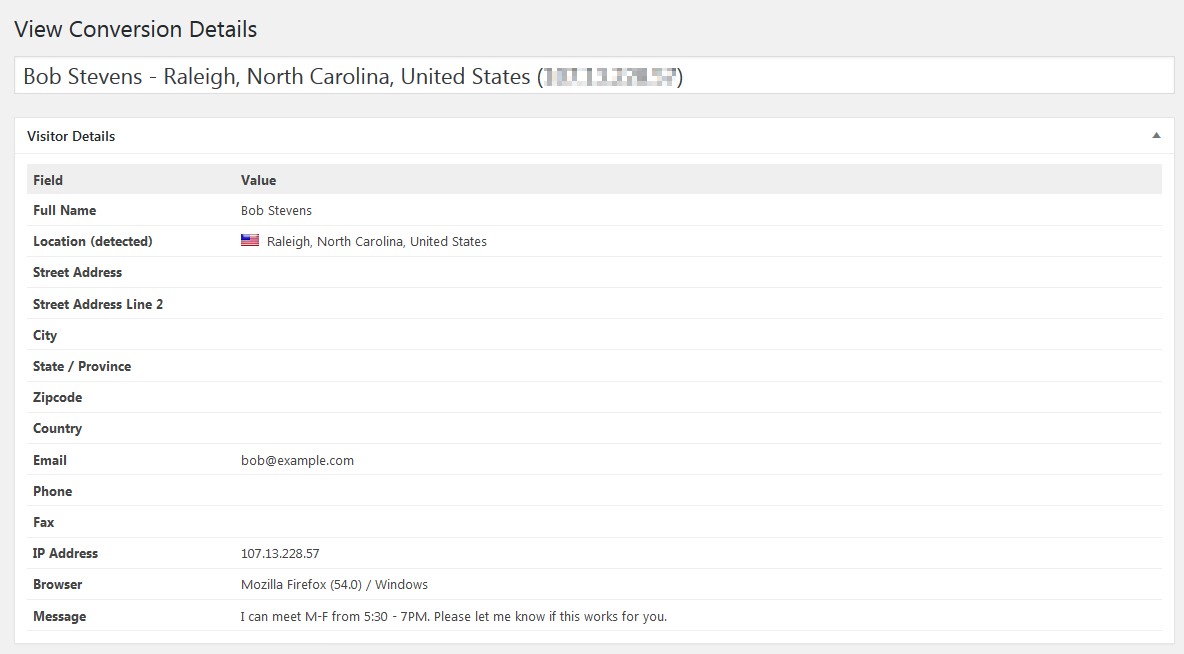 View Conversion Details
Bob Stevens - Raleigh, North Carolina, United States ()
Visitor Details
Field Value
Full Name Bob Stevens
Location (detected) Raleigh, North Carolina, United States
Street Address
Street Address Line 2
City
State / Province
Zipcode
Country
Email bob@example.com
Phone
Fax
IP Address 107.13.228.57
Browser Mozilla Firefox (54.0) / Windows
Message I can meet M-F from 5:30 - 7PM. Please let me know if this works for you.